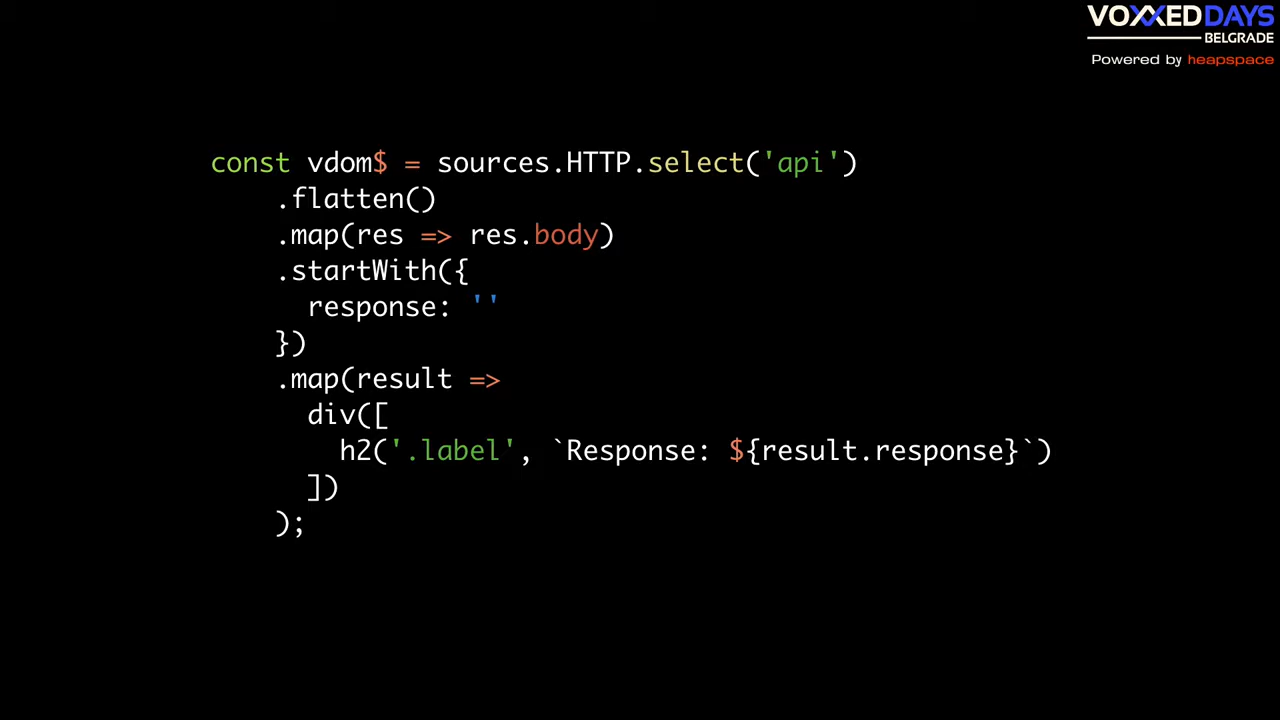 VOXXEDDAYS
BELGRADE
Powered by heapspace
const vdom$ = sources.HTTP.select('api')
.flatten()
.map(res => res.body)
.startWith({
response: ''
})
.map(result =>
div([
h2('.label', `Response: ${result.response}`)
])
);